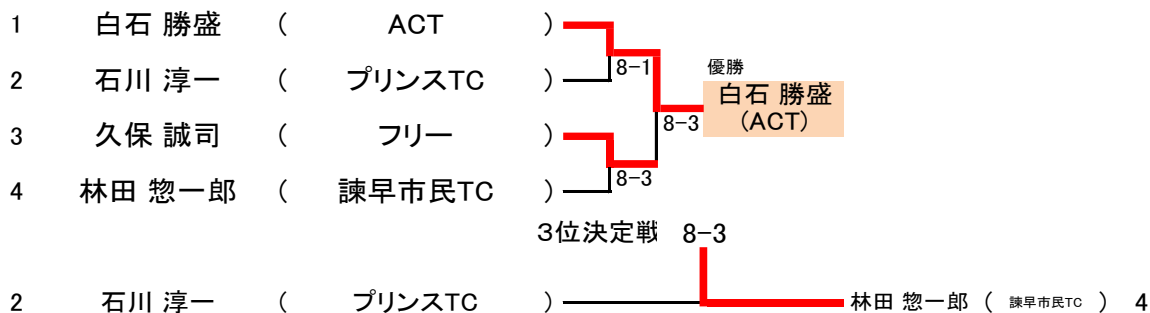 1 白石 勝盛 ( ACT )
8-1 優勝
2 石川 淳一 ( プリンスTC )
白石 勝盛
(ACT)
8-3
3 久保 誠司 ( フリー )
8-3
4 林田 惣一郎 ( 諫早市民TC )
3位決定戦 8-3
2 石川 淳一 ( プリンスTC ) 林田 惣一郎 ( 諫早市民TC ) 4